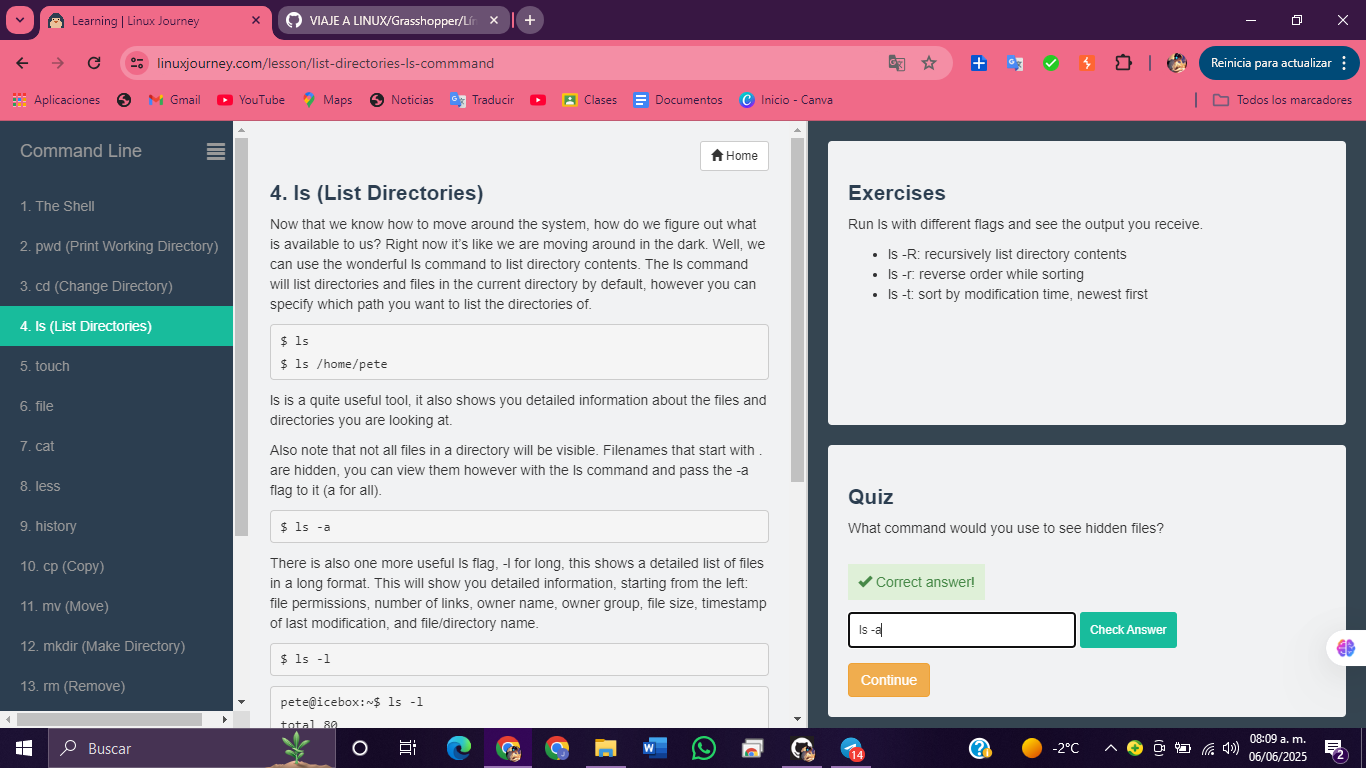 Learning | Linux Journey
VIAJE A LINUX/Grasshopper/Lín
linuxjourney.com/lesson/list-directories-ls-commmand
Reinicia para actualizar
Aplicaciones
Gmail
YouTube
Maps
Noticias
Traducir
Clases
Documentos
Inicio - Canva
Todos los marcadores
Command Line
1. The Shell
2. pwd (Print Working Directory)
3. cd (Change Directory)
4. ls (List Directories)
5. touch
6. file
7. cat
8. less
9. history
10. cp (Copy)
11. mv (Move)
12. mkdir (Make Directory)
13. rm (Remove)
Home
4. ls (List Directories)
Now that we know how to move around the system, how do we figure out what
is available to us? Right now it's like we are moving around in the dark. Well, we
can use the wonderful ls command to list directory contents. The ls command
will list directories and files in the current directory by default, however you can
specify which path you want to list the directories of.
$ ls
$ ls /home/pete
ls is a quite useful tool, it also shows you detailed information about the files and
directories you are looking at.
Also note that not all files in a directory will be visible. Filenames that start with .
are hidden, you can view them however with the ls command and pass the -a
flag to it (a for all).
$ ls -a
There is also one more useful ls flag, -l for long, this shows a detailed list of files
in a long format. This will show you detailed information, starting from the left:
file permissions, number of links, owner name, owner group, file size, timestamp
of last modification, and file/directory name.
$ ls -l
pete@icebox:~$ ls -l
total 80
Exercises
Run ls with different flags and see the output you receive.
ls -R: recursively list directory contents
ls -r: reverse order while sorting
ls -t: sort by modification time, newest first
Quiz
What command would you use to see hidden files?
Correct answer!
ls -a
Check Answer
Continue
Buscar
14
-2°C
08:09 a. m.
06/06/2025
2